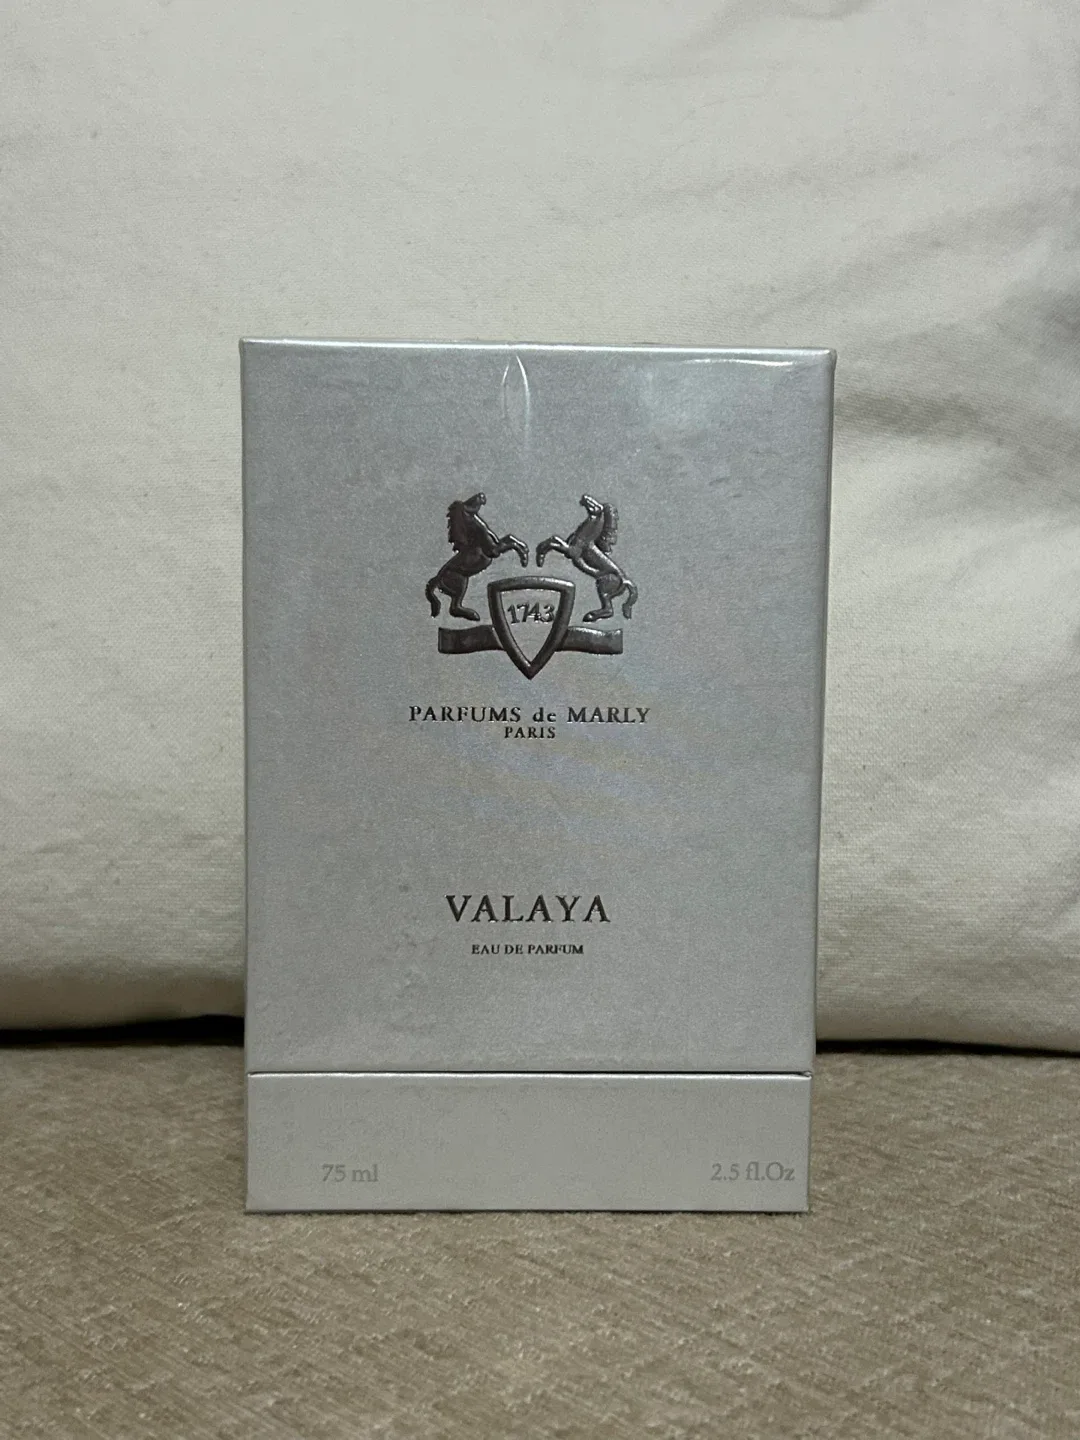 1743
PARFUMS de MARLY
PARIS
VALAYA
EAU DE PARFUM
75 ml 2.5 fl.Oz